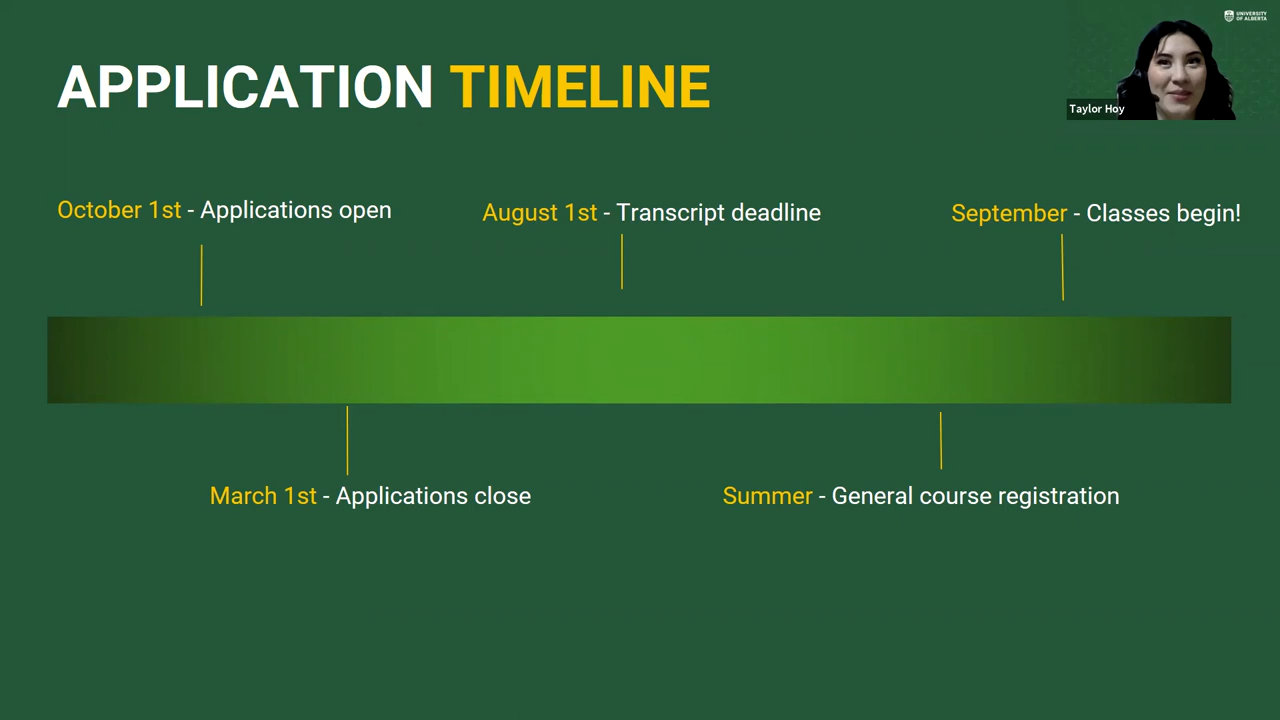 UNIVERSITY
OF ALBERTA
APPLICATION TIMELINE
Taylor Hoy
October 1st - Applications open
August 1st - Transcript deadline
September - Classes begin!
March 1st - Applications close
Summer - General course registration